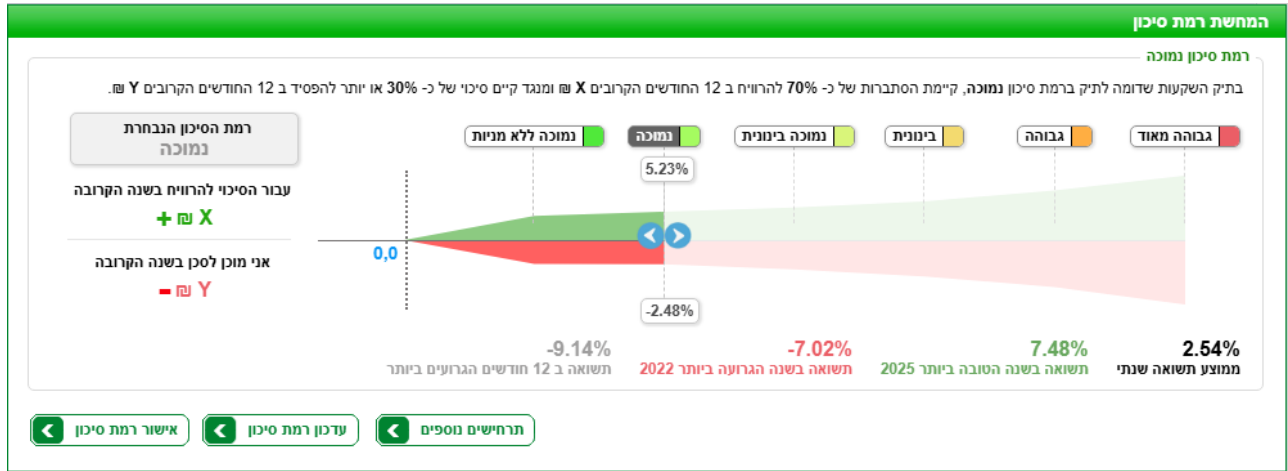 המחשת רמת סיכון
רמת סיכון נמוכה
בתיק השקעות שדומה לתיק ברמת סיכון נמוכה, קיימת הסתברות של כ- 70% להרוויח ב 12 החודשים הקרובים X ₪ ומנגד קיים סיכוי של כ- 30% או יותר להפסיד ב 12 החודשים הקרובים Y ₪.
גבוהה מאוד
גבוהה
בינונית
נמוכה בינונית
נמוכה
נמוכה ללא מניות
רמת הסיכון הנבחרת
נמוכה
5.23%
עבור הסיכוי להרוויח בשנה הקרובה
X ₪ +
0,0
אני מוכן לסכן בשנה הקרובה
Y ₪ -
-2.48%
2.54%
ממוצע תשואה שנתי
7.48%
תשואה בשנה הטובה ביותר 2025
-7.02%
תשואה בשנה הגרועה ביותר 2022
-9.14%
תשואה ב 12 חודשים הגרועים ביותר
תרחישים נוספים
עדכון רמת סיכון
אישור רמת סיכון